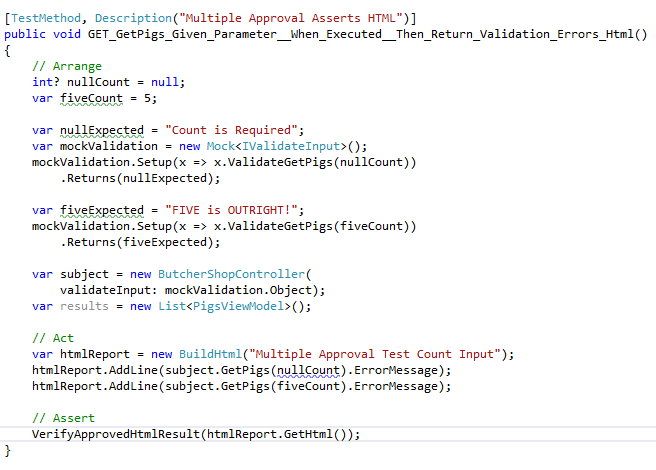 [TestMethod, Description("Multiple Approval Asserts HTML")]
public void GET_GetPigs_Given_Parameter__When_Executed__Then_Return_Validation_Errors_Html()
{
    // Arrange
    int? nullCount = null;
    var fiveCount = 5;

    var nullExpected = "Count is Required";
    var mockValidation = new Mock<IValidateInput>();
    mockValidation.Setup(x => x.ValidateGetPigs(nullCount))
        .Returns(nullExpected);

    var fiveExpected = "FIVE is OUTRIGHT!";
    mockValidation.Setup(x => x.ValidateGetPigs(fiveCount))
        .Returns(fiveExpected);

    var subject = new ButcherShopController(
        validateInput: mockValidation.Object);
    var results = new List<PigsViewModel>();

    // Act
    var htmlReport = new BuildHtml("Multiple Approval Test Count Input");
    htmlReport.AddLine(subject.GetPigs(nullCount).ErrorMessage);
    htmlReport.AddLine(subject.GetPigs(fiveCount).ErrorMessage);

    // Assert
    VerifyApprovedHtmlResult(htmlReport.GetHtml());
}